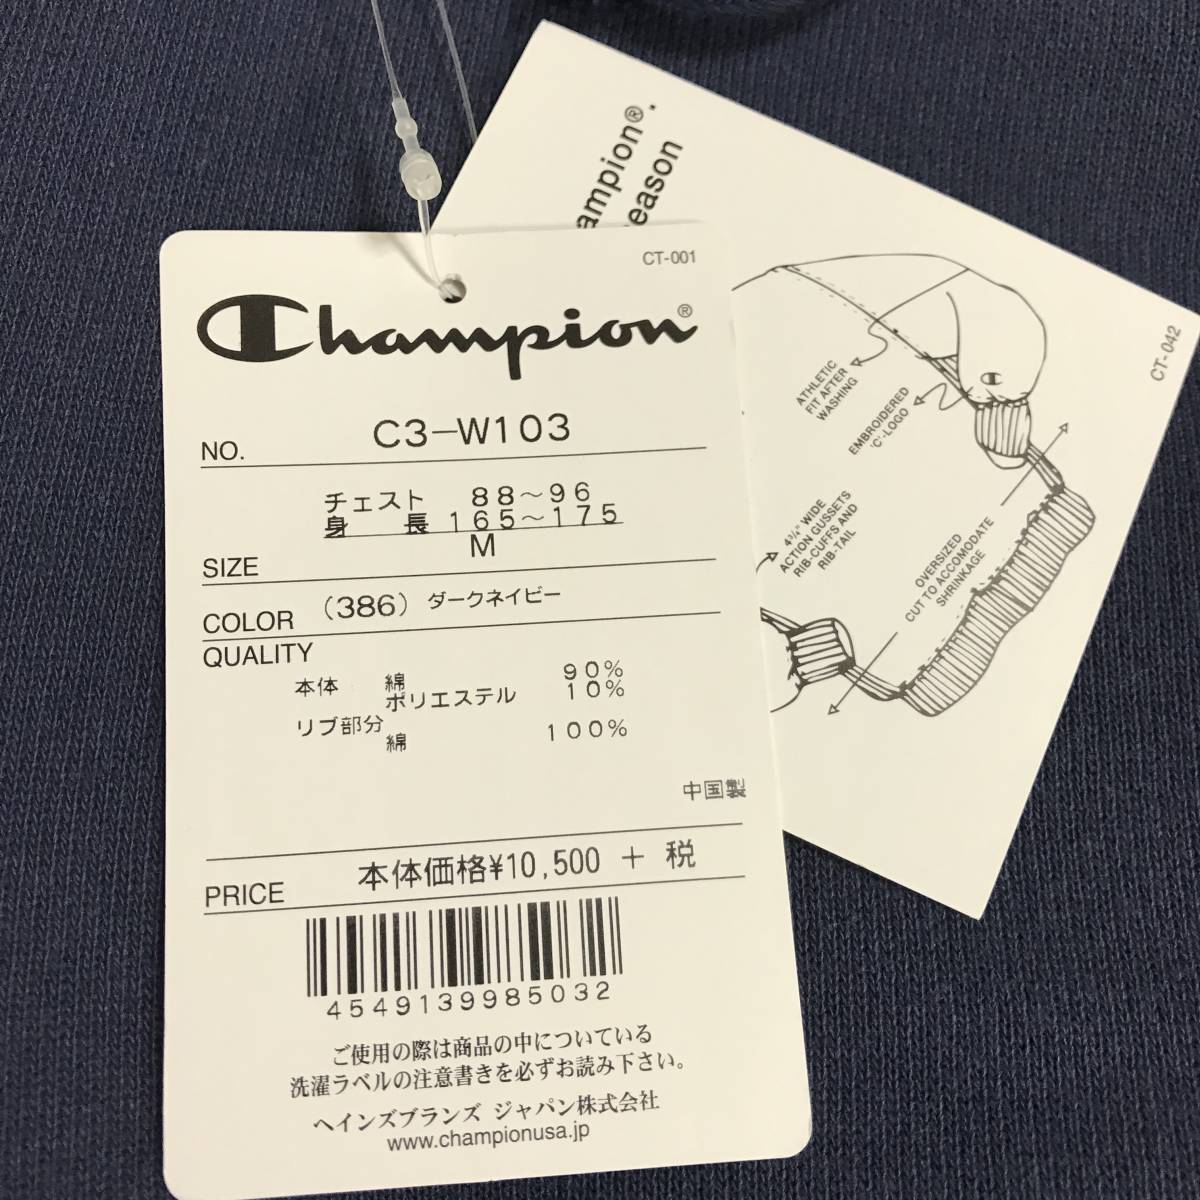 CT-001
Champion®
NO. C3-W103
チェスト 88~96
身長 165~175
SIZE M
COLOR (386) ダークネイビー
QUALITY
本体 綿 90%
ポリエステル 10%
リブ部分
綿 100%
中国製
PRICE 本体価格¥10,500 + 税
4549139985032
ご使用の際は商品の中についている
洗濯ラベルの注意書きを必ずお読み下さい。
ヘインズブランズ ジャパン株式会社
www.championusa.jp
ampion®.
eason
CT-042
ATHLETIC
FIT AFTER
WASHING
EMBROIDERED
'C'-LOGO
4¾" WIDE
ACTION GUSSETS
RIB-CUFFS AND
RIB-TAIL
OVERSIZED
CUT TO ACCOMODATE
SHRINKAGE